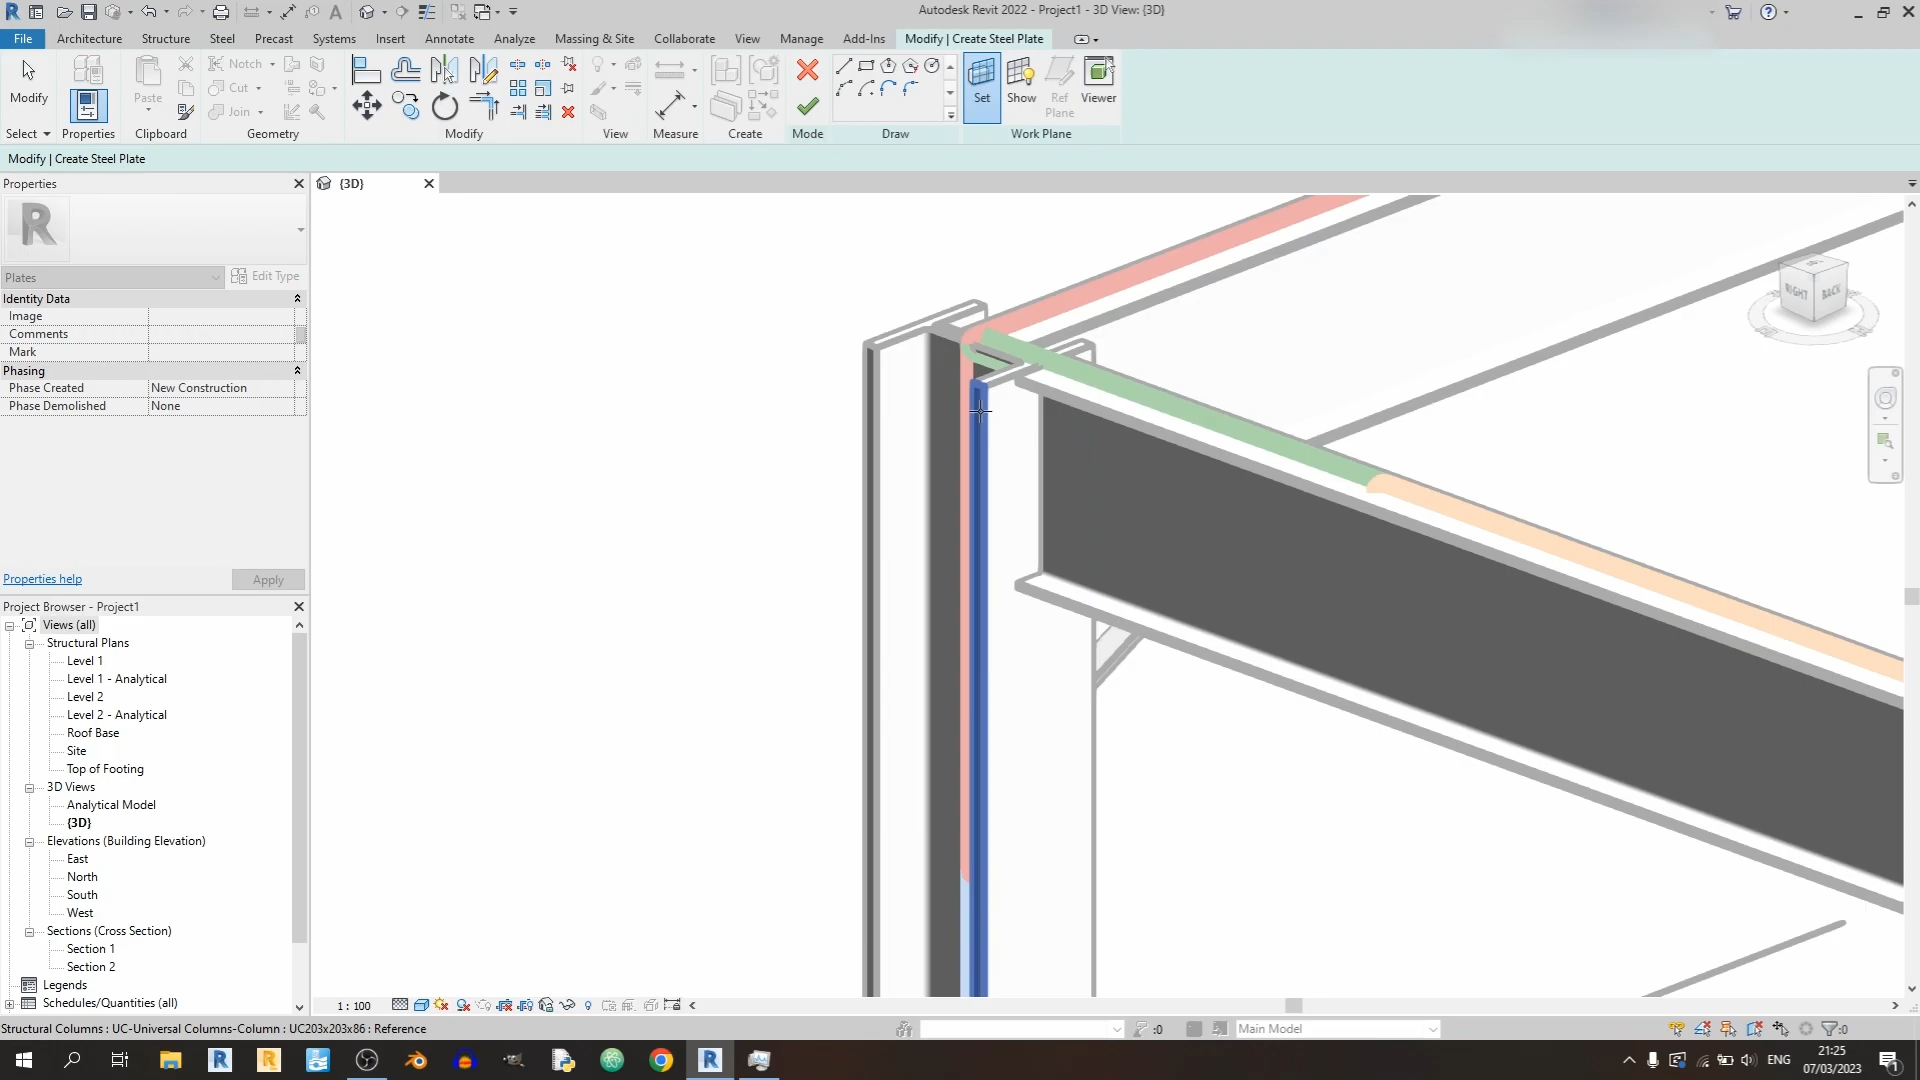 Autodesk Revit 2022 - Project1 - 3D View: {3D}
File Architecture Structure Steel Precast Systems Insert Annotate Analyze Massing & Site Collaborate View Manage Add-Ins Modify | Create Steel Plate
Modify
Select
Properties
Paste
Clipboard
Notch
Cut
Join
Geometry
Modify
View
Measure
Create
Mode
Draw
Set
Show
Ref Plane
Viewer
Work Plane
Modify | Create Steel Plate
Properties
{3D}
Plates
Edit Type
Identity Data
Image
Comments
Mark
Phasing
Phase Created New Construction
Phase Demolished None
Properties help
Apply
Project Browser - Project1
Views (all)
Structural Plans
Level 1
Level 1 - Analytical
Level 2
Level 2 - Analytical
Roof Base
Site
Top of Footing
3D Views
Analytical Model
{3D}
Elevations (Building Elevation)
East
North
South
West
Sections (Cross Section)
Section 1
Section 2
Legends
Schedules/Quantities (all)
RIGHT
BACK
1 : 100
Structural Columns : UC-Universal Columns-Column : UC203x203x86 : Reference
:0
Main Model
:0
ENG
21:25
07/03/2023
1